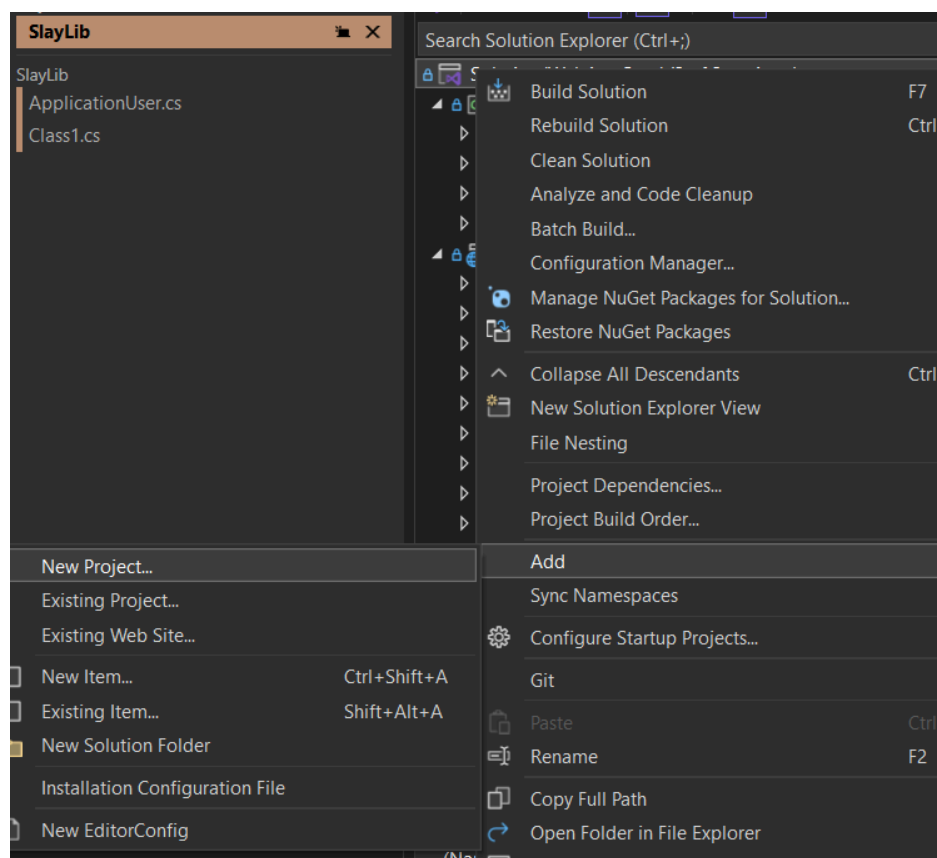 SlayLib
SlayLib
ApplicationUser.cs
Class1.cs
Search Solution Explorer (Ctrl+;)
Build Solution F7
Rebuild Solution Ctrl
Clean Solution
Analyze and Code Cleanup
Batch Build...
Configuration Manager...
Manage NuGet Packages for Solution...
Restore NuGet Packages
Collapse All Descendants Ctrl
New Solution Explorer View
File Nesting
Project Dependencies...
Project Build Order...
Add
Sync Namespaces
Configure Startup Projects...
Git
Paste Ctrl
Rename F2
Copy Full Path
Open Folder in File Explorer
New Project...
Existing Project...
Existing Web Site...
New Item... Ctrl+Shift+A
Existing Item... Shift+Alt+A
New Solution Folder
Installation Configuration File
New EditorConfig